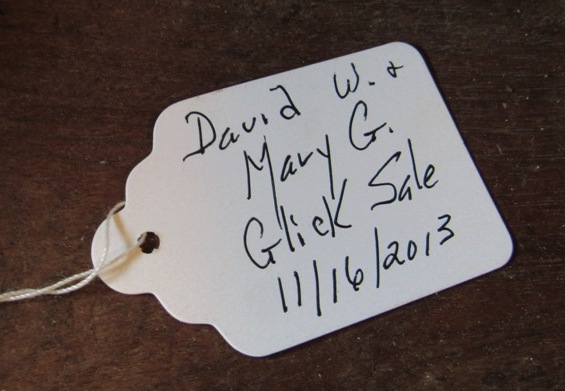 David W. +
Mary G.
Glick Sale
11/16/2013